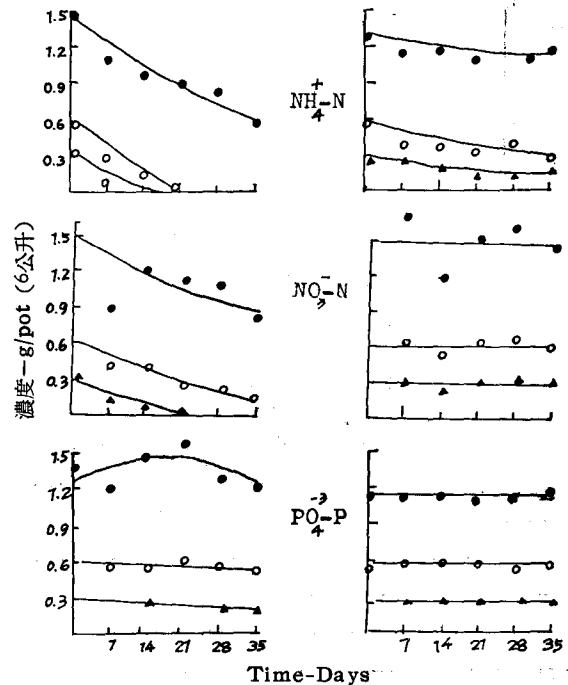 1.5
1.2
0.9
0.6
0.3
NH₄⁺-N
1.5
1.2
0.9
0.6
0.3
NO₃⁻-N
濃度—g/pot (6公升)
1.5
1.2
0.9
0.6
0.3
PO₄⁻³-P
7 14 21 28 35
7 14 21 28 35
Time-Days